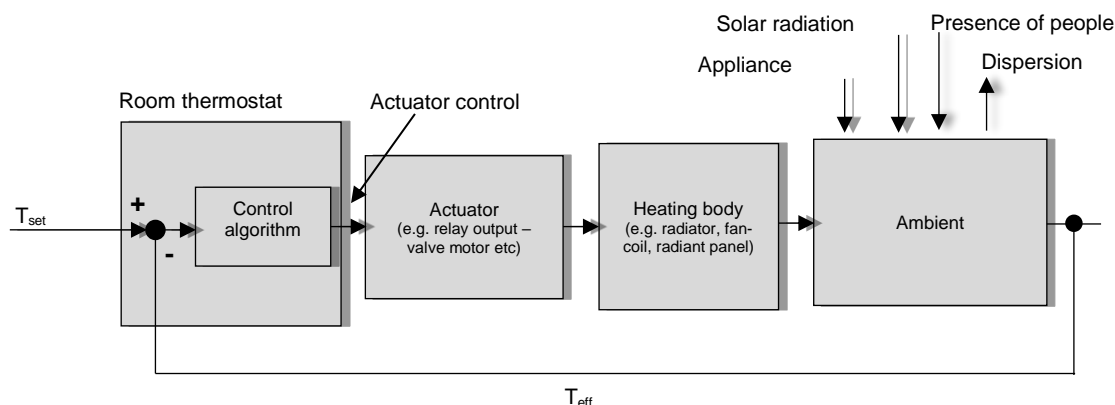 Solar radiation
Presence of people
Appliance
Dispersion
Room thermostat
Actuator control
T_set
+
-
Control
algorithm
Actuator
(e.g. relay output –
valve motor etc)
Heating body
(e.g. radiator, fan-
coil, radiant panel)
Ambient
T_eff